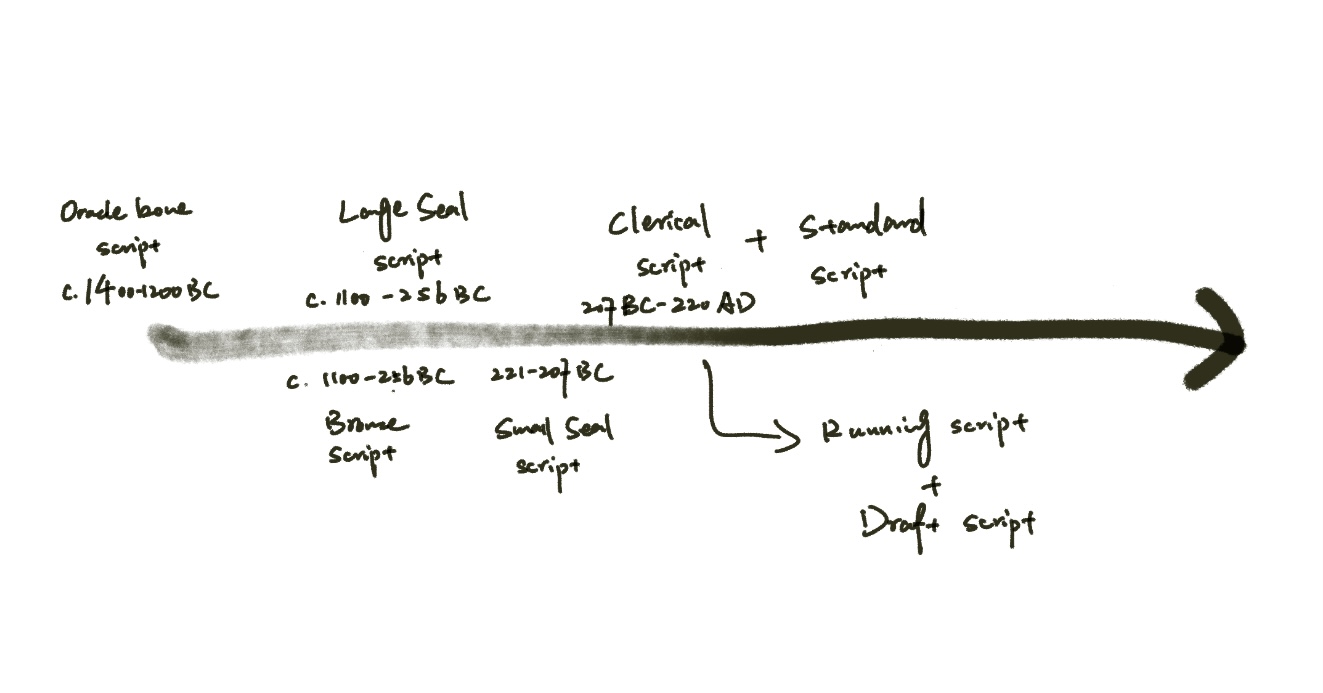 Oracle bone
script
c. 1400-1200 BC
Large Seal
script
c. 1100 - 256 BC
Clerical
script
207 BC - 220 AD
+
Standard
script
c. 1100 - 256 BC
Bronze
script
221 - 207 BC
Small Seal
script
Running script
+
Draft script